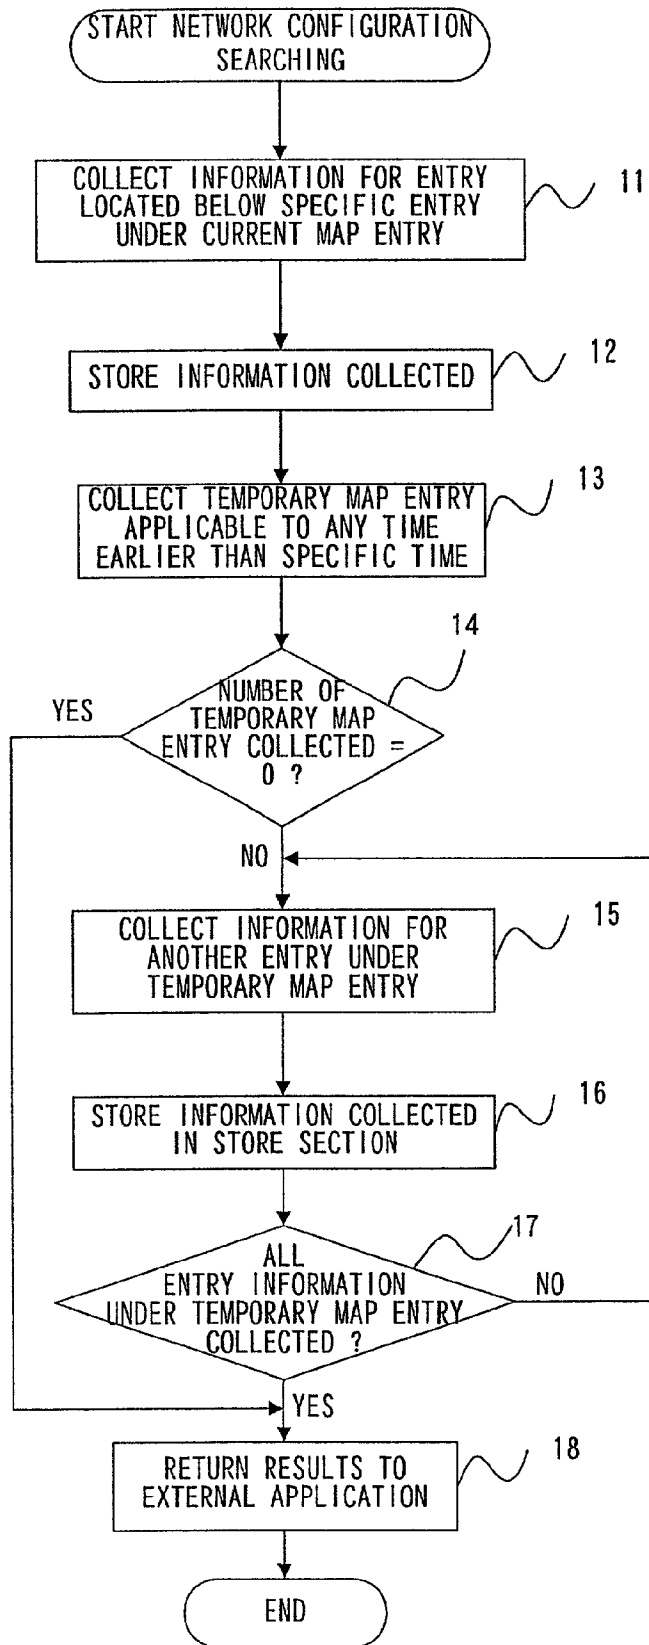 START NETWORK CONFIGURATION
SEARCHING
COLLECT INFORMATION FOR ENTRY
LOCATED BELOW SPECIFIC ENTRY
UNDER CURRENT MAP ENTRY
11
STORE INFORMATION COLLECTED
12
COLLECT TEMPORARY MAP ENTRY
APPLICABLE TO ANY TIME
EARLIER THAN SPECIFIC TIME
13
NUMBER OF
TEMPORARY MAP
ENTRY COLLECTED =
0 ?
14
YES
NO
COLLECT INFORMATION FOR
ANOTHER ENTRY UNDER
TEMPORARY MAP ENTRY
15
STORE INFORMATION COLLECTED
IN STORE SECTION
16
ALL
ENTRY INFORMATION
UNDER TEMPORARY MAP ENTRY
COLLECTED ?
17
NO
YES
RETURN RESULTS TO
EXTERNAL APPLICATION
18
END